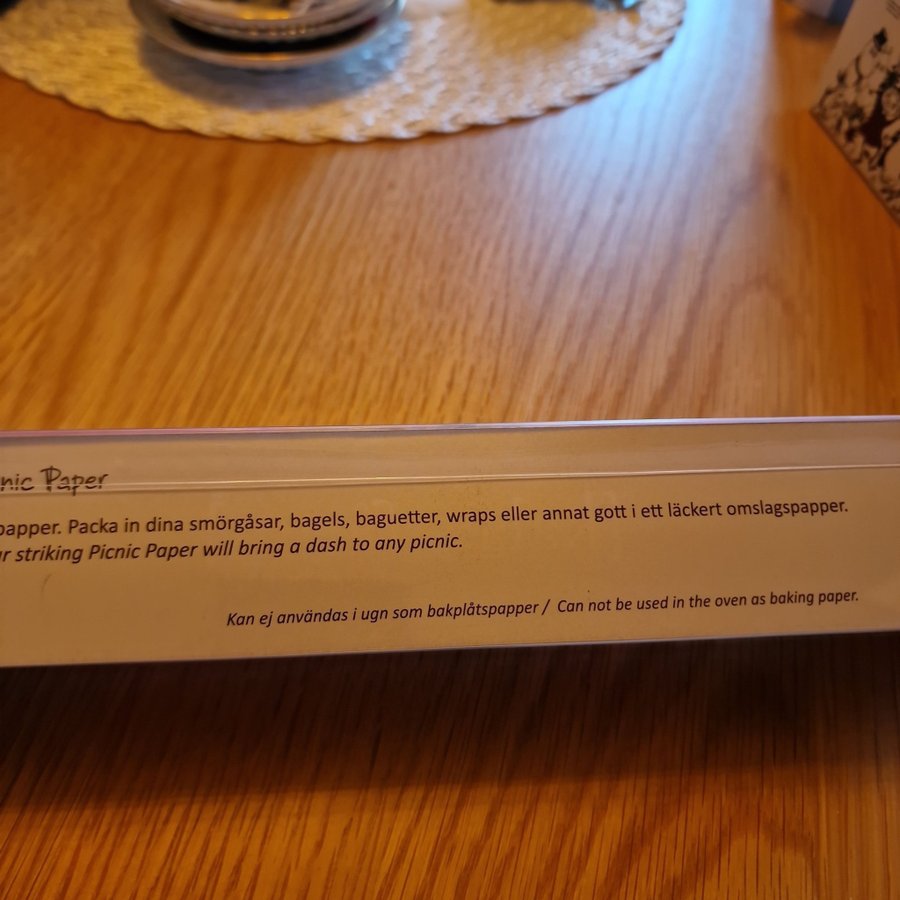 Paper
papper. Packa in dina smörgåsar, bagels, baguetter, wraps eller annat gott i ett läckert omslagspapper.
striking Picnic Paper will bring a dash to any picnic.
Kan ej användas i ugn som bakplåtspapper / Can not be used in the oven as baking paper.